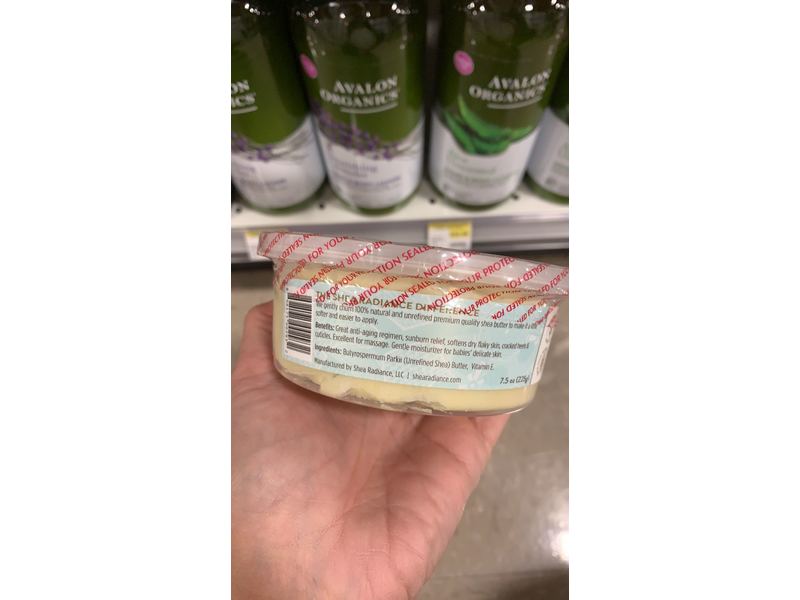 AVALON
ORGANICS
AVALON
ORGANICS
THE SHEA RADIANCE DIFFERENCE
We gently churn 100% natural and unrefined premium quality shea butter to make it
softer and easier to apply.
Benefits: Great anti-aging regimen, sunburn relief, softens dry flaky skin, cracked heels &
cuticles. Excellent for massage. Gentle moisturizer for babies' delicate skin.
Ingredients: Butyrospermum Parkii (Unrefined Shea) Butter, Vitamin E.
Manufactured by Shea Radiance, LLC | shearadiance.com
7.5 oz (225g)
SEALED FOR YOUR PROTECTION